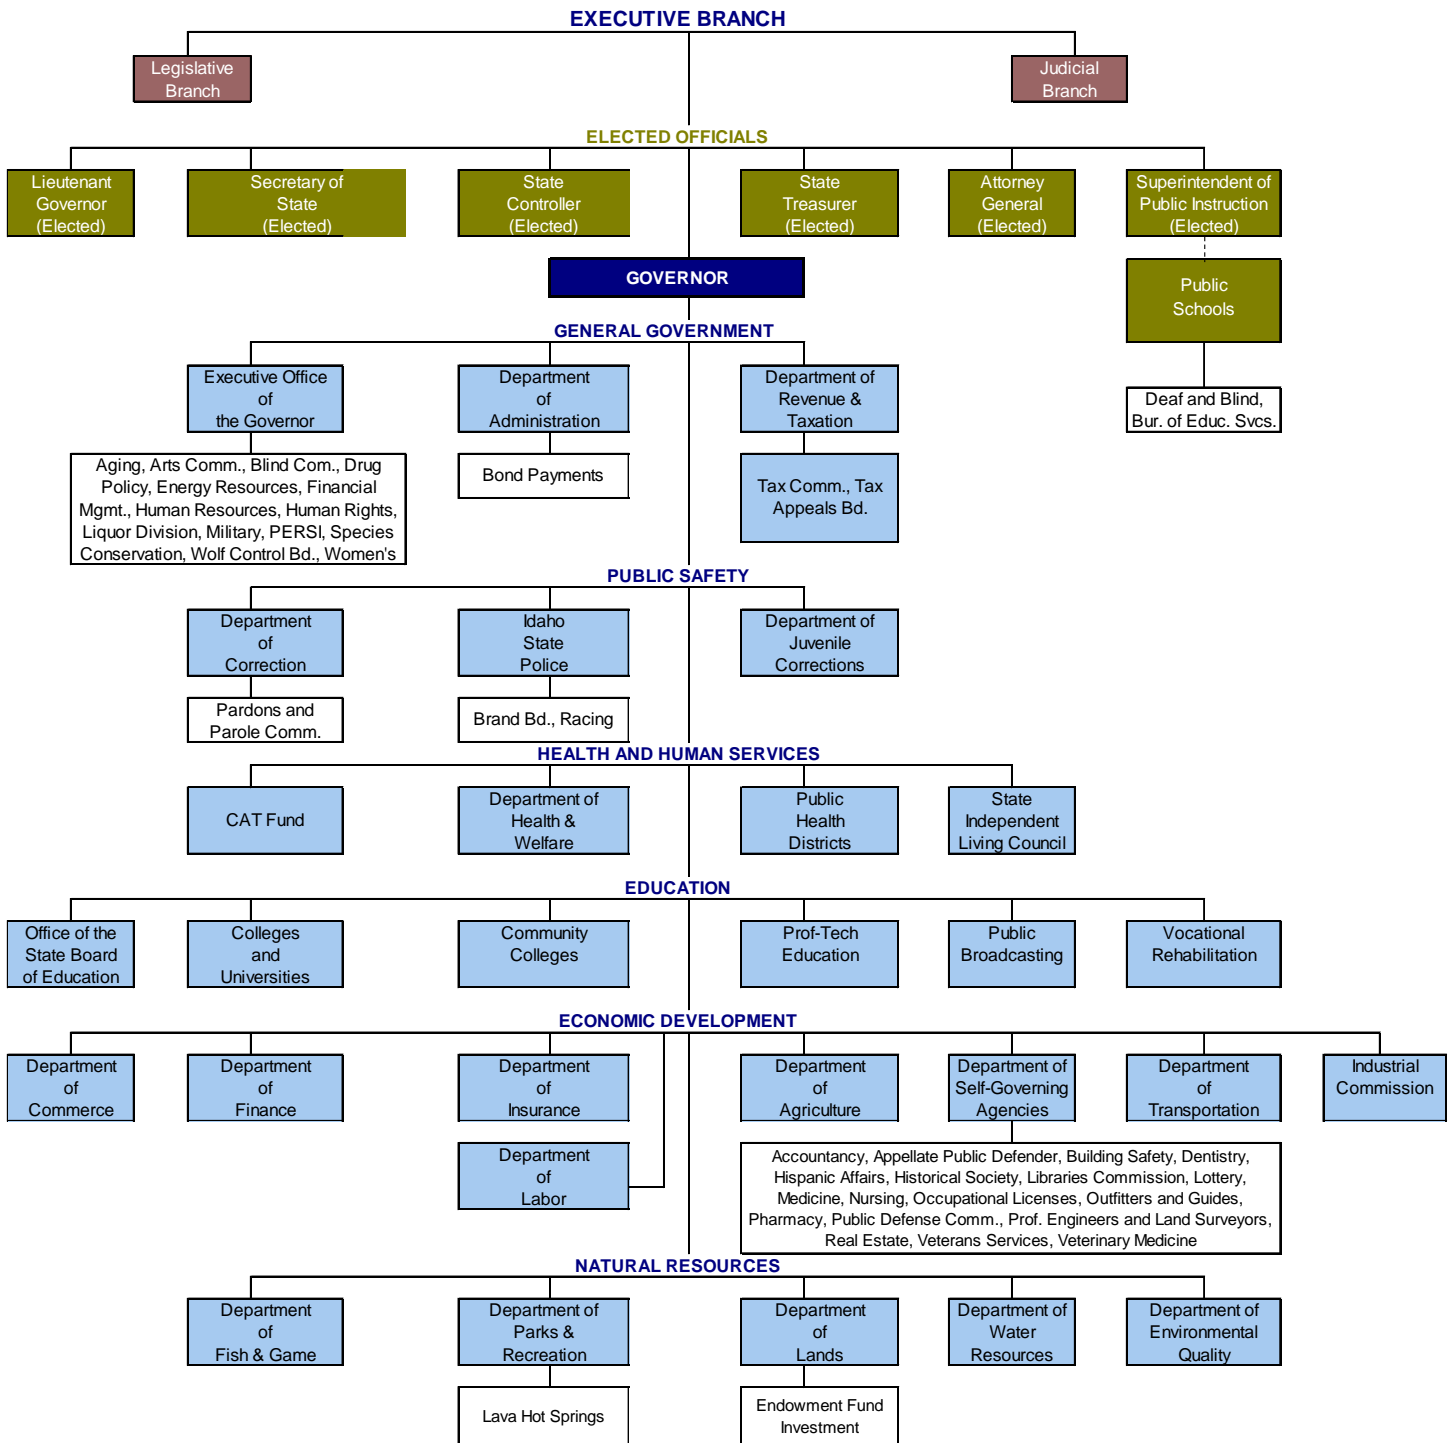 EXECUTIVE BRANCH
Legislative
Branch
Judicial
Branch
ELECTED OFFICIALS
Lieutenant
Governor
(Elected)
Secretary of
State
(Elected)
State
Controller
(Elected)
State
Treasurer
(Elected)
Attorney
General
(Elected)
Superintendent of
Public Instruction
(Elected)
GOVERNOR
Public
Schools
Deaf and Blind,
Bur. of Educ. Svcs.
GENERAL GOVERNMENT
Executive Office
of
the Governor
Department
of
Administration
Department of
Revenue &
Taxation
Aging, Arts Comm., Blind Com., Drug
Policy, Energy Resources, Financial
Mgmt., Human Resources, Human Rights,
Liquor Division, Military, PERSI, Species
Conservation, Wolf Control Bd., Women's
Bond Payments
Tax Comm., Tax
Appeals Bd.
PUBLIC SAFETY
Department
of
Correction
Idaho
State
Police
Department of
Juvenile
Corrections
Pardons and
Parole Comm.
Brand Bd., Racing
HEALTH AND HUMAN SERVICES
CAT Fund
Department of
Health &
Welfare
Public
Health
Districts
State
Independent
Living Council
EDUCATION
Office of the
State Board
of Education
Colleges
and
Universities
Community
Colleges
Prof-Tech
Education
Public
Broadcasting
Vocational
Rehabilitation
ECONOMIC DEVELOPMENT
Department
of
Commerce
Department
of
Finance
Department
of
Insurance
Department
of
Agriculture
Department of
Self-Governing
Agencies
Department
of
Transportation
Industrial
Commission
Department
of
Labor
Accountancy, Appellate Public Defender, Building Safety, Dentistry,
Hispanic Affairs, Historical Society, Libraries Commission, Lottery,
Medicine, Nursing, Occupational Licenses, Outfitters and Guides,
Pharmacy, Public Defense Comm., Prof. Engineers and Land Surveyors,
Real Estate, Veterans Services, Veterinary Medicine
NATURAL RESOURCES
Department
of
Fish & Game
Department of
Parks &
Recreation
Department
of
Lands
Department of
Water
Resources
Department of
Environmental
Quality
Lava Hot Springs
Endowment Fund
Investment